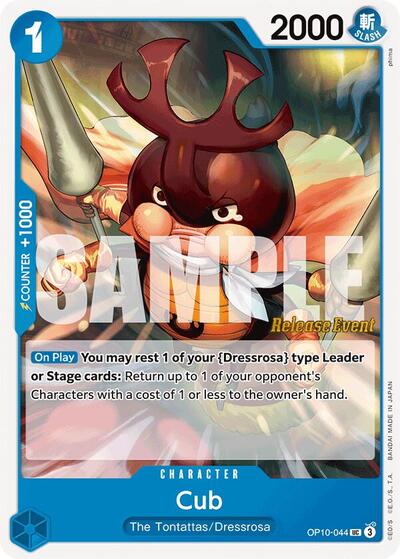 1
2000
斬
SLASH
phima
COUNTER +1000
SAMPLE
Release Event
On Play You may rest 1 of your {Dressrosa} type Leader
or Stage cards: Return up to 1 of your opponent's
Characters with a cost of 1 or less to the owner's hand.
©E.O./S., T.A. BANDAI MADE IN JAPAN
©E.O/S
CHARACTER
Cub
The Tontattas/Dressrosa
OP10-044 UC 3